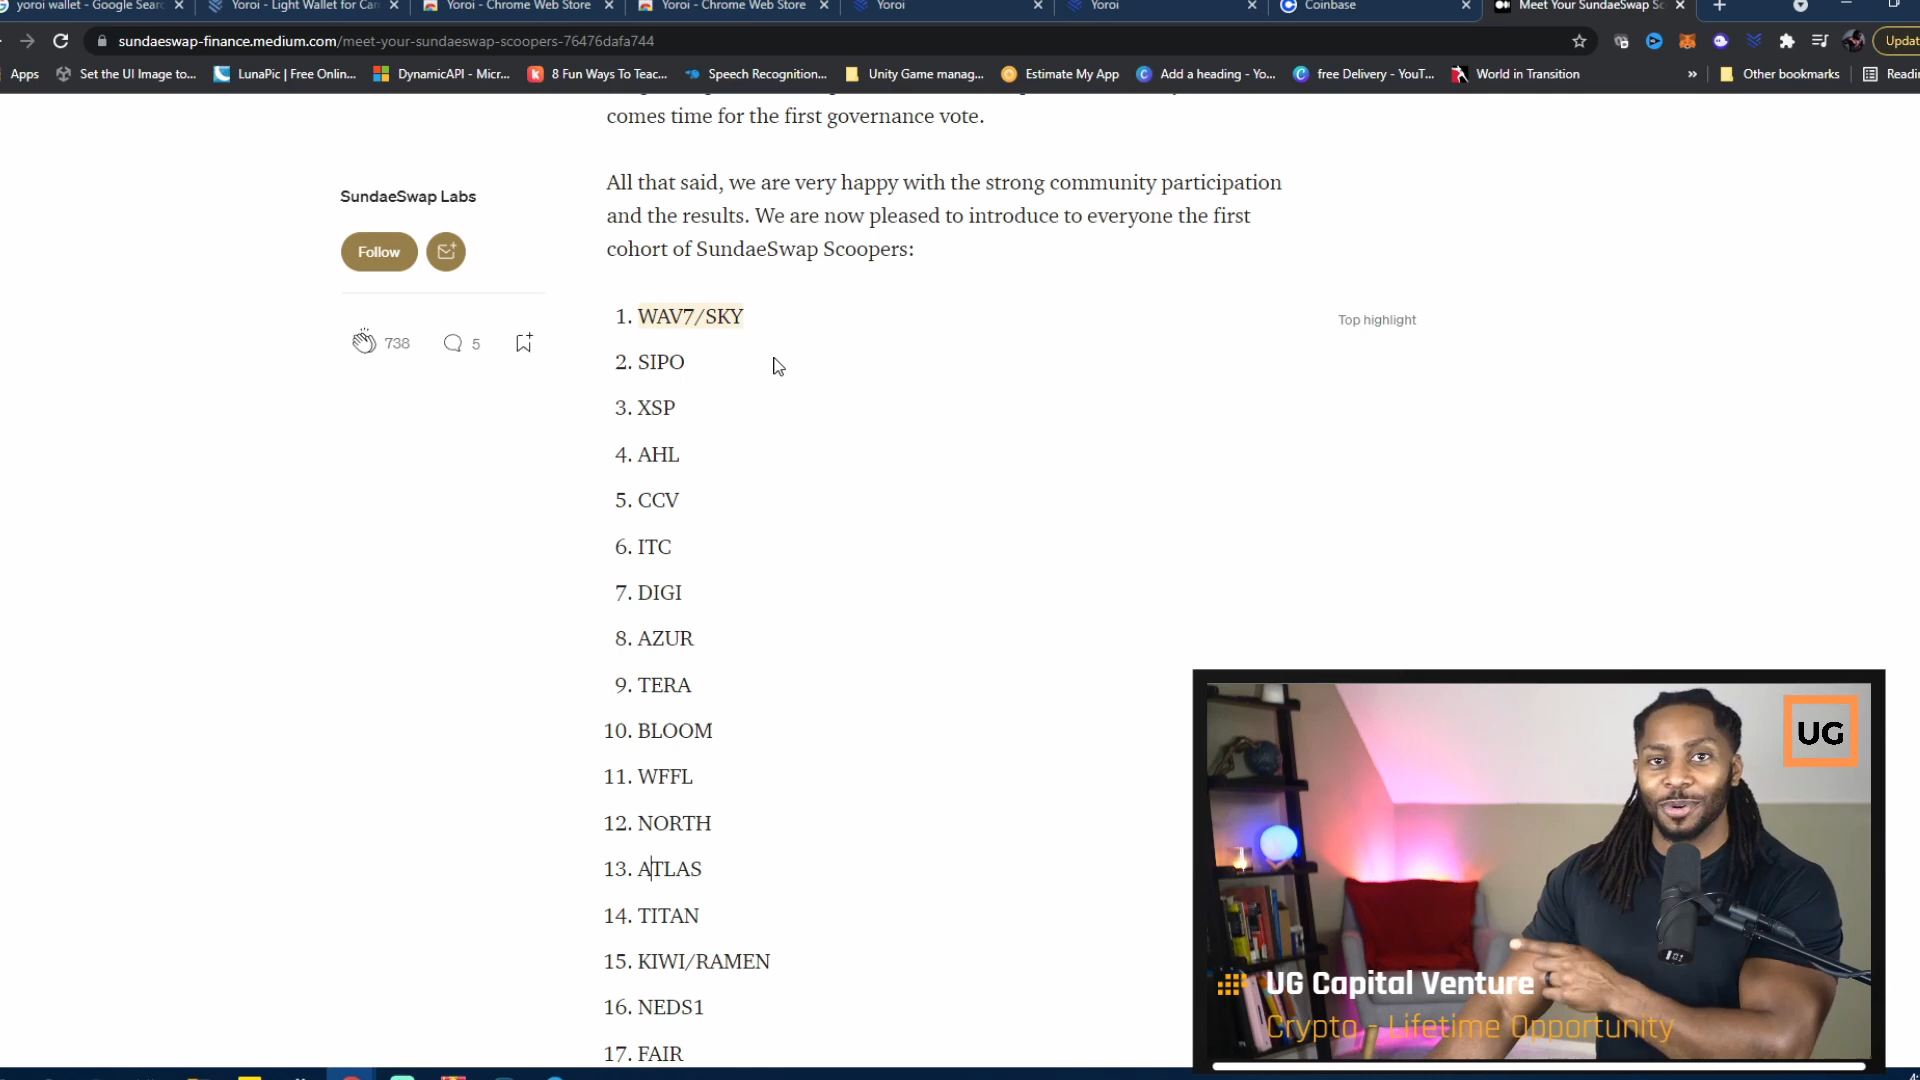 yoroi wallet - Google Sear
Yoroi - Light Wallet for Car
Yoroi - Chrome Web Store
Yoroi - Chrome Web Store
Yoroi
Yoroi
Coinbase
Meet Your SundaeSwap Sc
sundaeswap-finance.medium.com/meet-your-sundaeswap-scoopers-76476dafa744
Updat
Apps
Set the UI Image to...
LunaPic | Free Onlin...
DynamicAPI - Micr...
8 Fun Ways To Teac...
Speech Recognition...
Unity Game manag...
Estimate My App
Add a heading - Yo...
free Delivery - YouT...
World in Transition
»
Other bookmarks
Readi
comes time for the first governance vote.
All that said, we are very happy with the strong community participation
and the results. We are now pleased to introduce to everyone the first
cohort of SundaeSwap Scoopers:
SundaeSwap Labs
Follow
738
5
1. WAV7/SKY
Top highlight
2. SIPO
3. XSP
4. AHL
5. CCV
6. ITC
7. DIGI
8. AZUR
9. TERA
10. BLOOM
11. WFFL
12. NORTH
13. ATLAS
14. TITAN
15. KIWI/RAMEN
16. NEDS1
17. FAIR
UG
UG Capital Venture
Crypto - Lifetime Opportunity